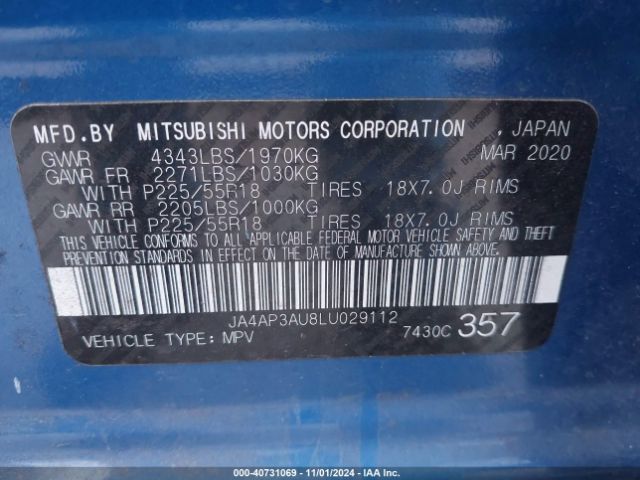 MFD.BY MITSUBISHI MOTORS CORPORATION , JAPAN
GVWR 4343LBS/1970KG MAR 2020
GAWR FR 2271LBS/1030KG
WITH P225/55R18 TIRES 18X7.0J RIMS
GAWR RR 2205LBS/1000KG
WITH P225/55R18 TIRES 18X7.0J RIMS
THIS VEHICLE CONFORMS TO ALL APPLICABLE FEDERAL MOTOR VEHICLE SAFETY AND THEFT
PREVENTION STANDARDS IN EFFECT ON THE DATE OF MANUFACTURE SHOWN ABOVE.
JA4AP3AU8LU029112
VEHICLE TYPE: MPV 7430C 357
000-40731069 • 11/01/2024 • IAA Inc.